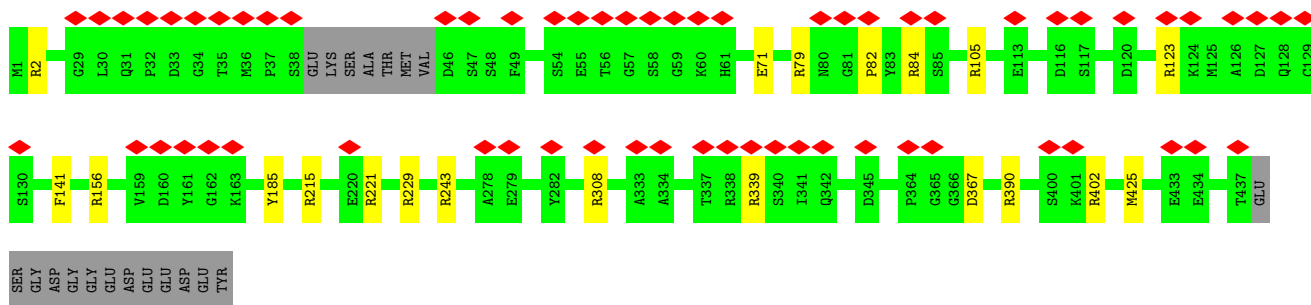 M1 R2 G29 L30 Q31 P32 D33 G34 T35 M36 P37 S38 GLU LYS SER ALA THR MET VAL D46 S47 S48 F49 S54 E55 T56 G57 S58 G59 K60 H61 E71 R79 N80 G81 P82 Y83 R84 S85 R105 E113 D116 S117 D120 R123 K124 M125 A126 D127 Q128 C129
S130 F141 R156 V159 D160 Y161 G162 K163 Y185 R215 E220 R221 R229 R243 A278 E279 Y282 R308 A333 A334 T337 R338 R339 S340 I341 Q342 D345 P364 G365 G366 D367 R390 S400 K401 R402 M425 E433 E434 T437 GLU
SER GLY ASP GLY GLY GLU ASP GLU GLU ASP GLU TYR